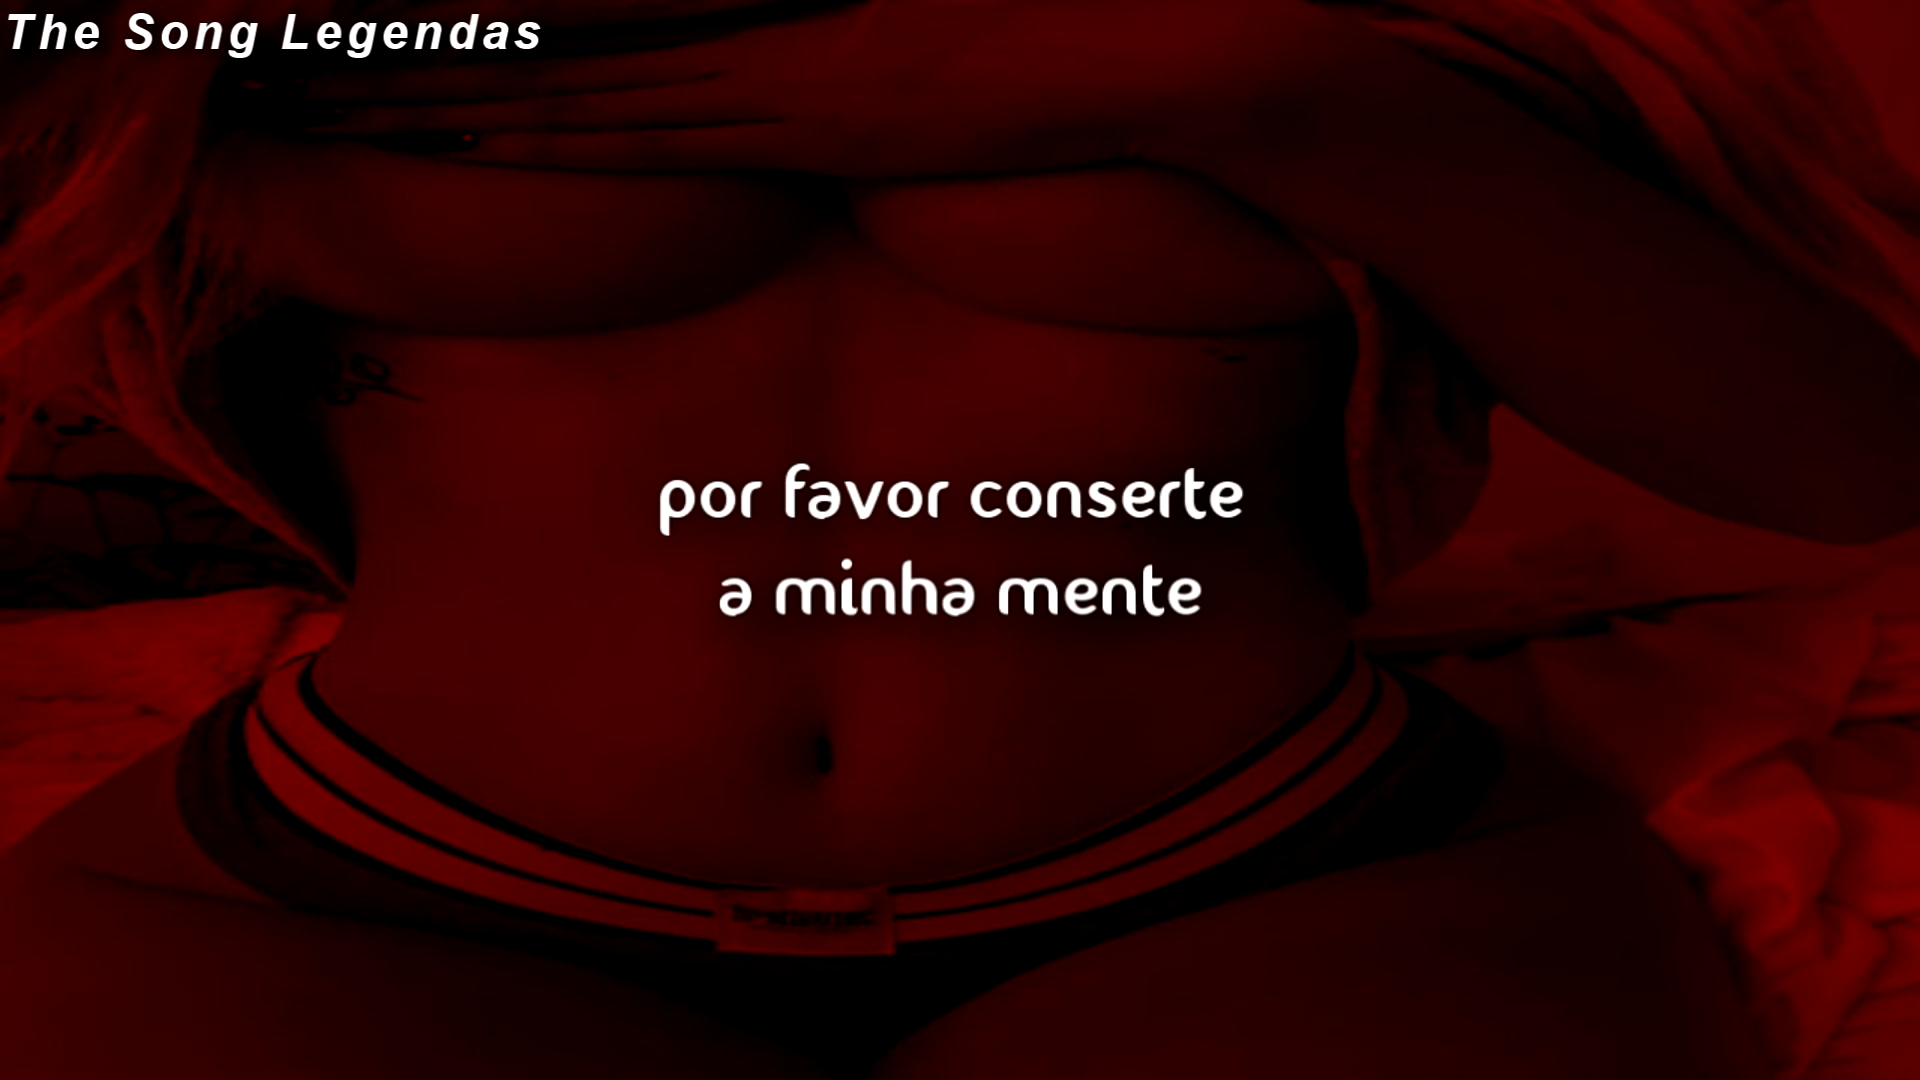 The Song Legendas
por favor conserte
a minha mente